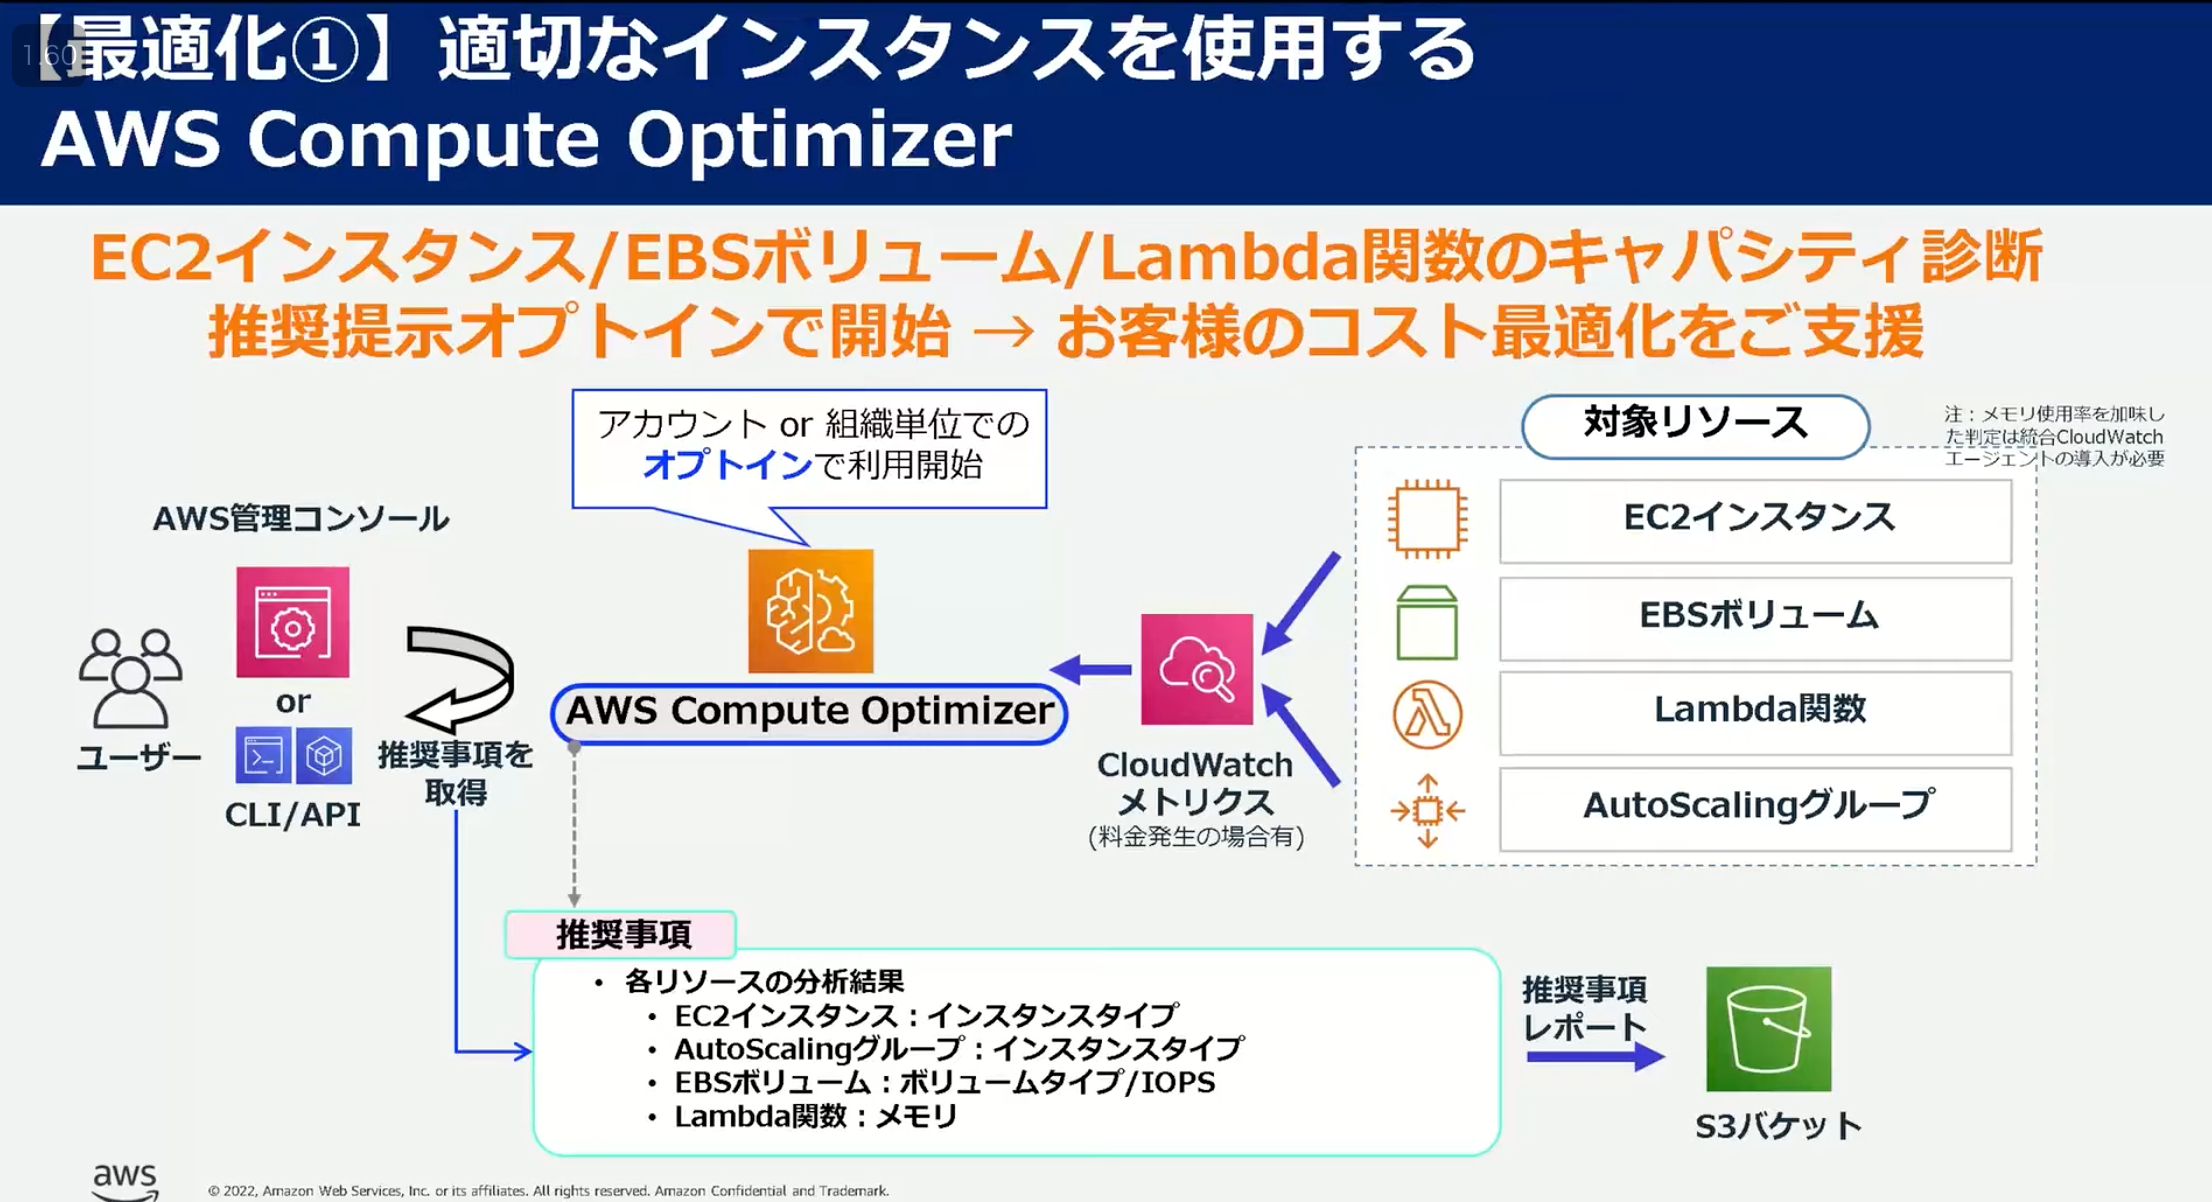 【最適化①】適切なインスタンスを使用する
1.60
AWS Compute Optimizer
EC2インスタンス/EBSボリューム/Lambda関数のキャパシティ診断
推奨提示オプトインで開始 → お客様のコスト最適化をご支援
アカウント or 組織単位での
オプトインで利用開始
対象リソース
注：メモリ使用率を加味し
た判定は統合CloudWatch
エージェントの導入が必要
AWS管理コンソール
or
CLI/API
ユーザー
推奨事項を
取得
AWS Compute Optimizer
CloudWatch
メトリクス
(料金発生の場合有)
EC2インスタンス
EBSボリューム
Lambda関数
AutoScalingグループ
推奨事項
• 各リソースの分析結果
• EC2インスタンス：インスタンスタイプ
• AutoScalingグループ：インスタンスタイプ
• EBSボリューム：ボリュームタイプ/IOPS
• Lambda関数：メモリ
推奨事項
レポート
S3バケット
aws
© 2022, Amazon Web Services, Inc. or its affiliates. All rights reserved. Amazon Confidential and Trademark.